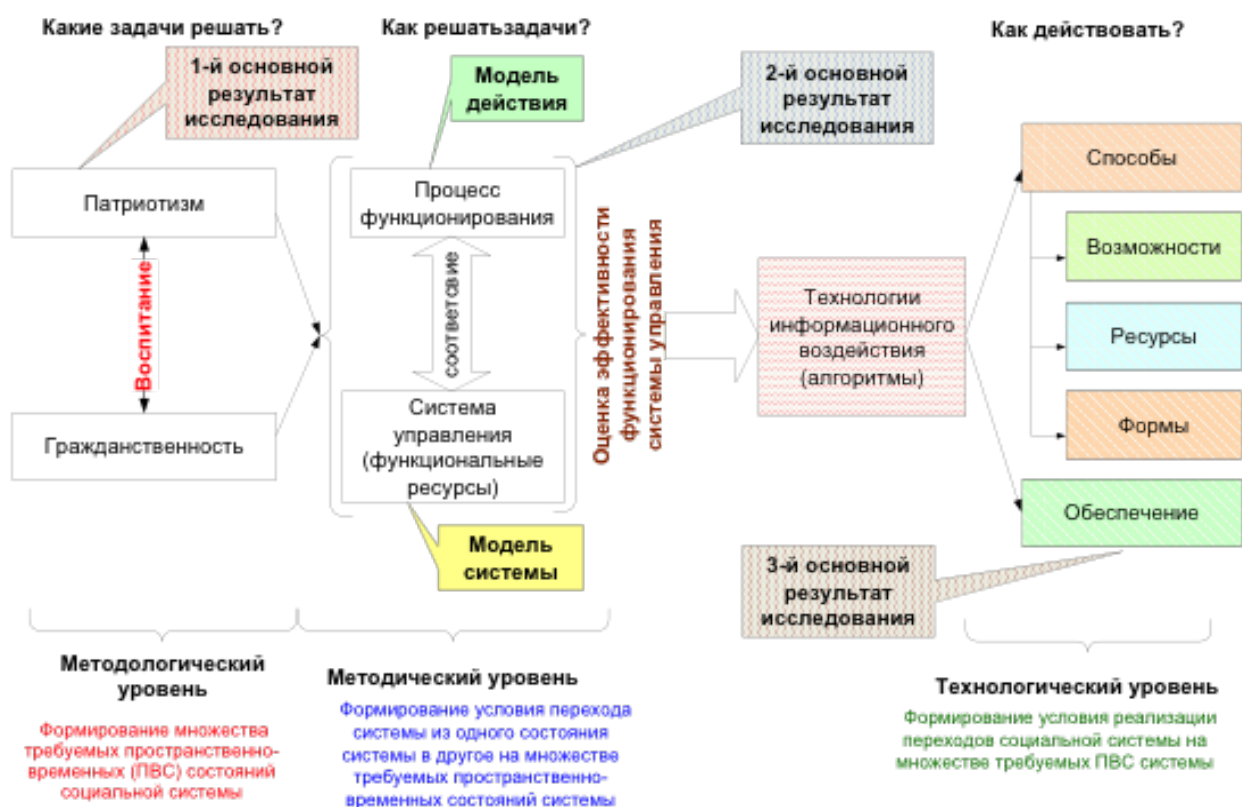 Какие задачи решать?
Как решатьзадачи?
Как действовать?
1-й основной
результат
исследования
Модель
действия
2-й основной
результат
исследования
Патриотизм
Воспитание
Гражданственность
Процесс
функционирования
соответсвие
Система
управления
(функциональные
ресурсы)
Модель
системы
Оценка эффективности
функционирования
системы управления
Технологии
информационного
воздействия
(алгоритмы)
Способы
Возможности
Ресурсы
Формы
Обеспечение
3-й основной
результат
исследования
Методологический
уровень
Формирование множества
требуемых пространственно-
временных (ПВС) состояний
социальной системы
Методический уровень
Формирование условия перехода
системы из одного состояния
системы в другое на множестве
требуемых пространственно-
временных состояний системы
Технологический уровень
Формирование условия реализации
переходов социальной системы на
множестве требуемых ПВС системы